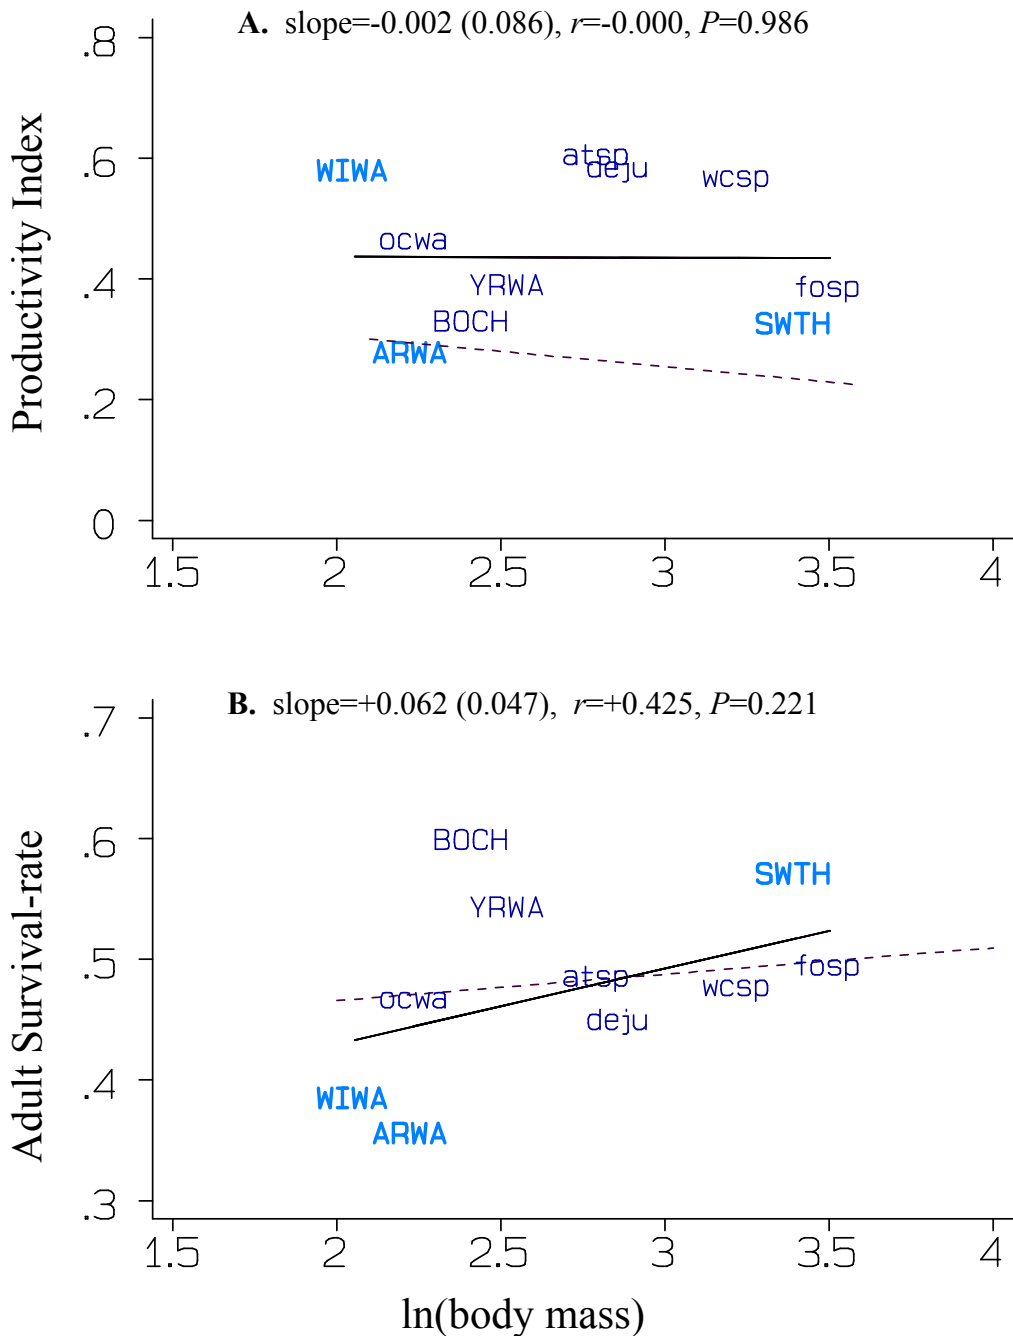 A. slope=-0.002 (0.086), r=-0.000, P=0.986
Productivity Index
.8
.6
.4
.2
0
WIWA
atsp
deju
wcsp
ocwa
YRWA
fosp
BOCH
SWTH
ARWA
1.5 2 2.5 3 3.5 4
B. slope=+0.062 (0.047), r=+0.425, P=0.221
Adult Survival-rate
.7
.6
.5
.4
.3
BOCH
SWTH
YRWA
fosp
atsp
wcsp
ocwa
deju
WIWA
ARWA
1.5 2 2.5 3 3.5 4
ln(body mass)